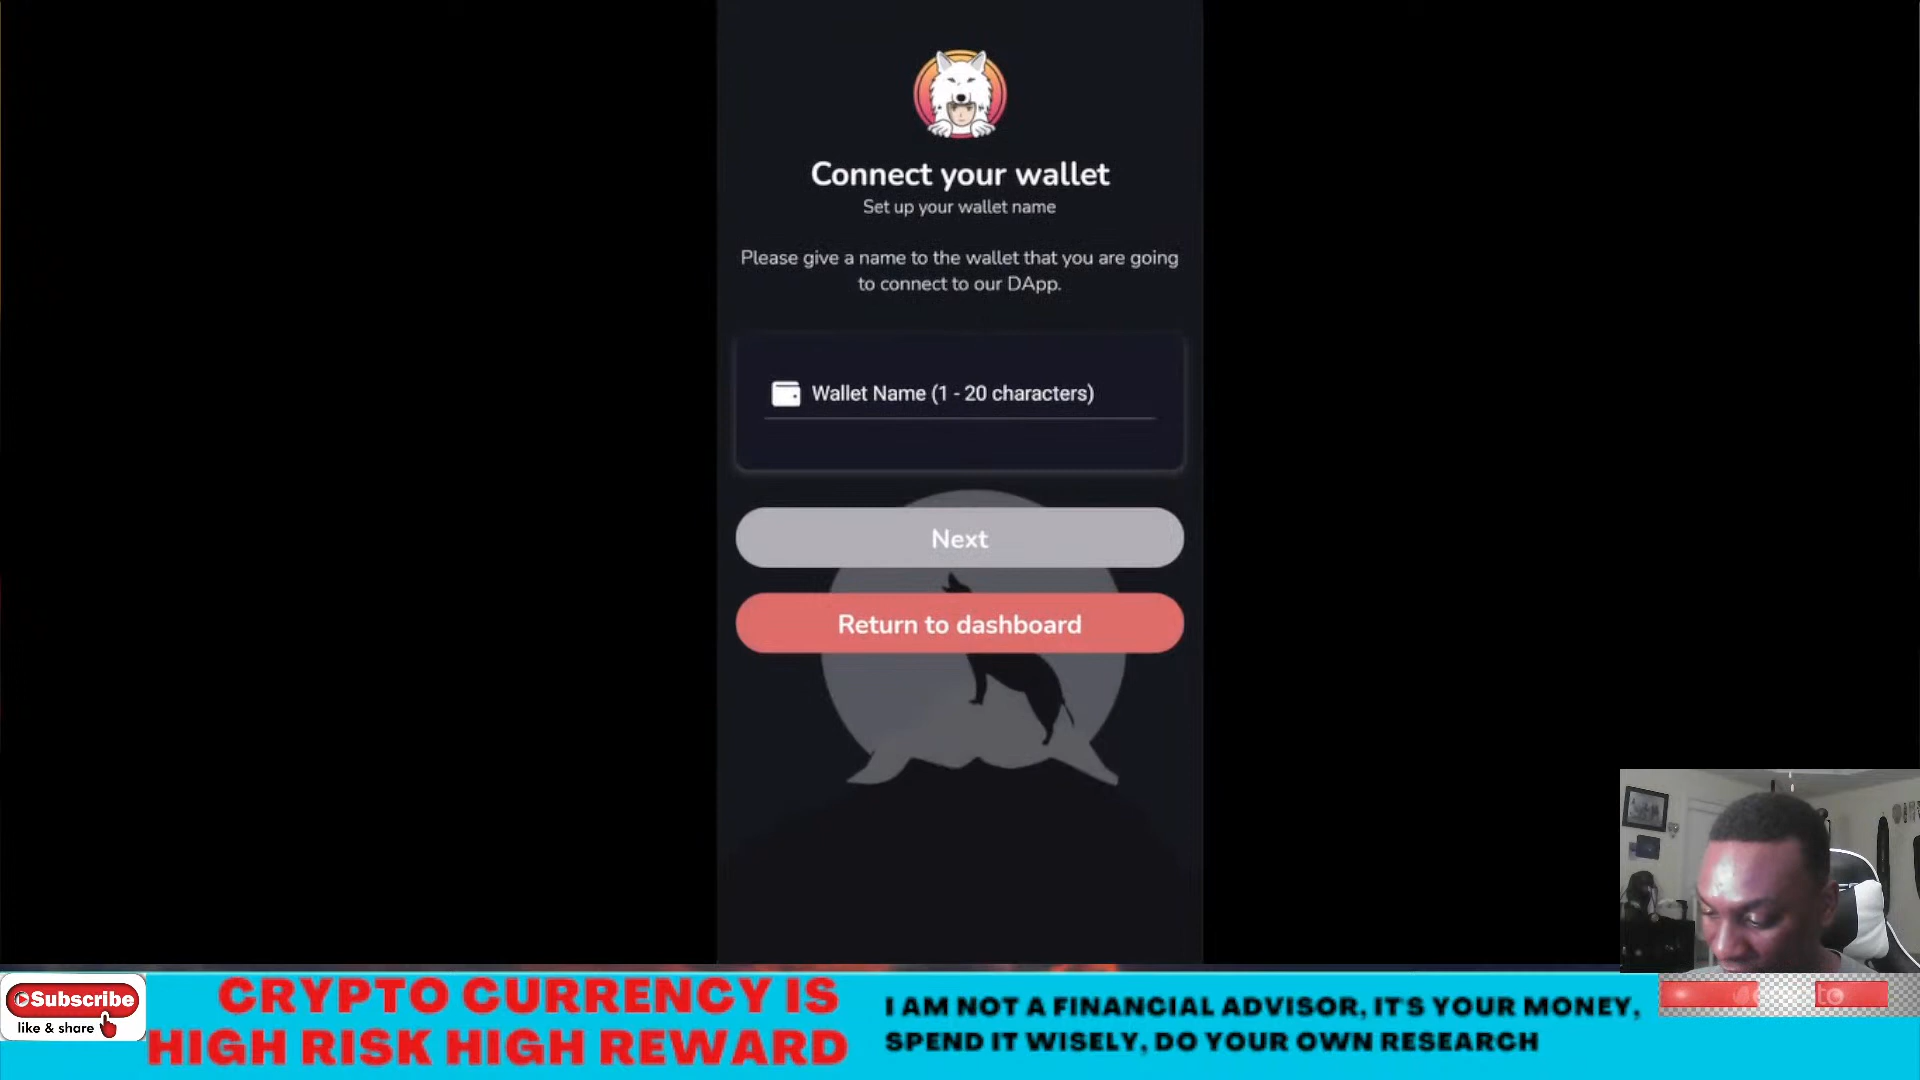 Connect your wallet
Set up your wallet name
Please give a name to the wallet that you are going
to connect to our DApp.
Wallet Name (1 - 20 characters)
Next
Return to dashboard
Subscribe
like & share
CRYPTO CURRENCY IS
HIGH RISK HIGH REWARD
I AM NOT A FINANCIAL ADVISOR, IT'S YOUR MONEY,
SPEND IT WISELY, DO YOUR OWN RESEARCH